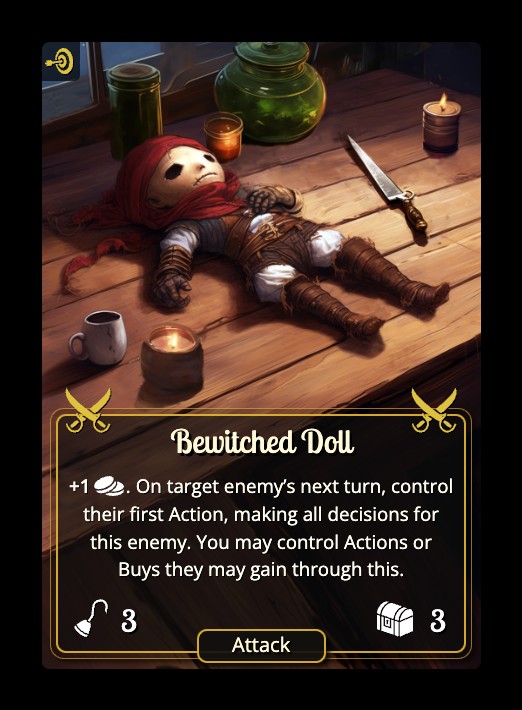 Bewitched Doll
+1 . On target enemy’s next turn, control
their first Action, making all decisions for
this enemy. You may control Actions or
Buys they may gain through this.
3 3
Attack